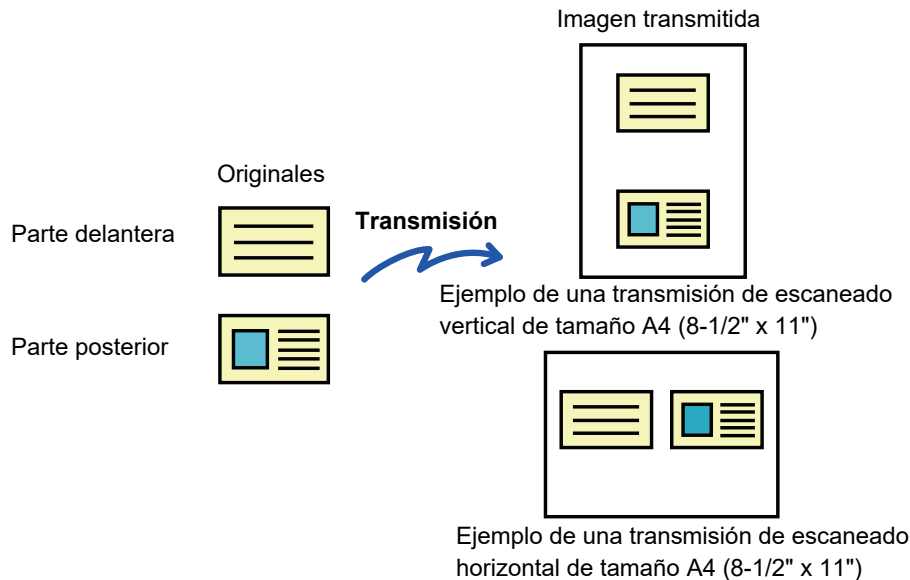 Imagen transmitida
Originales
Parte delantera
Transmisión
Parte posterior
Ejemplo de una transmisión de escaneado
vertical de tamaño A4 (8-1/2" x 11")
Ejemplo de una transmisión de escaneado
horizontal de tamaño A4 (8-1/2" x 11")